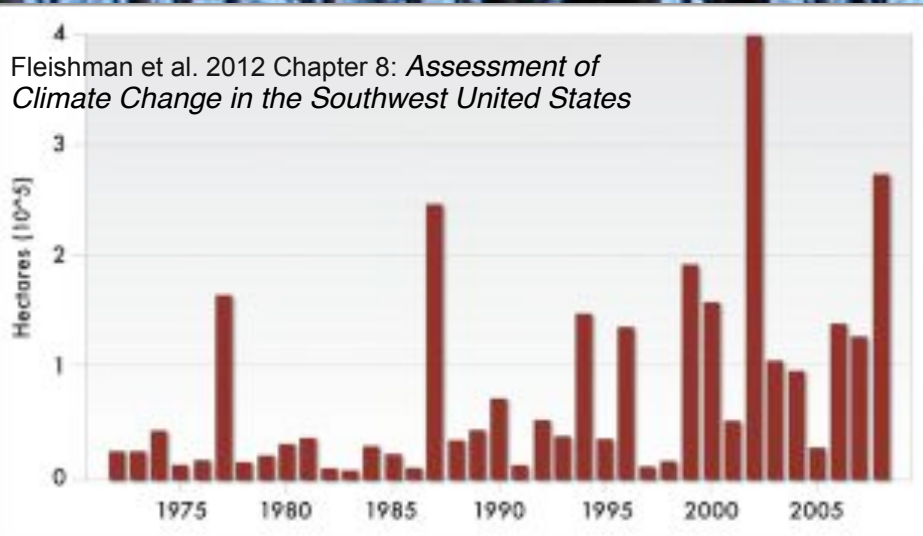 4
Fleishman et al. 2012 Chapter 8: Assessment of
Climate Change in the Southwest United States
3
Hectares (10^5)
2
1
0
1975 1980 1985 1990 1995 2000 2005